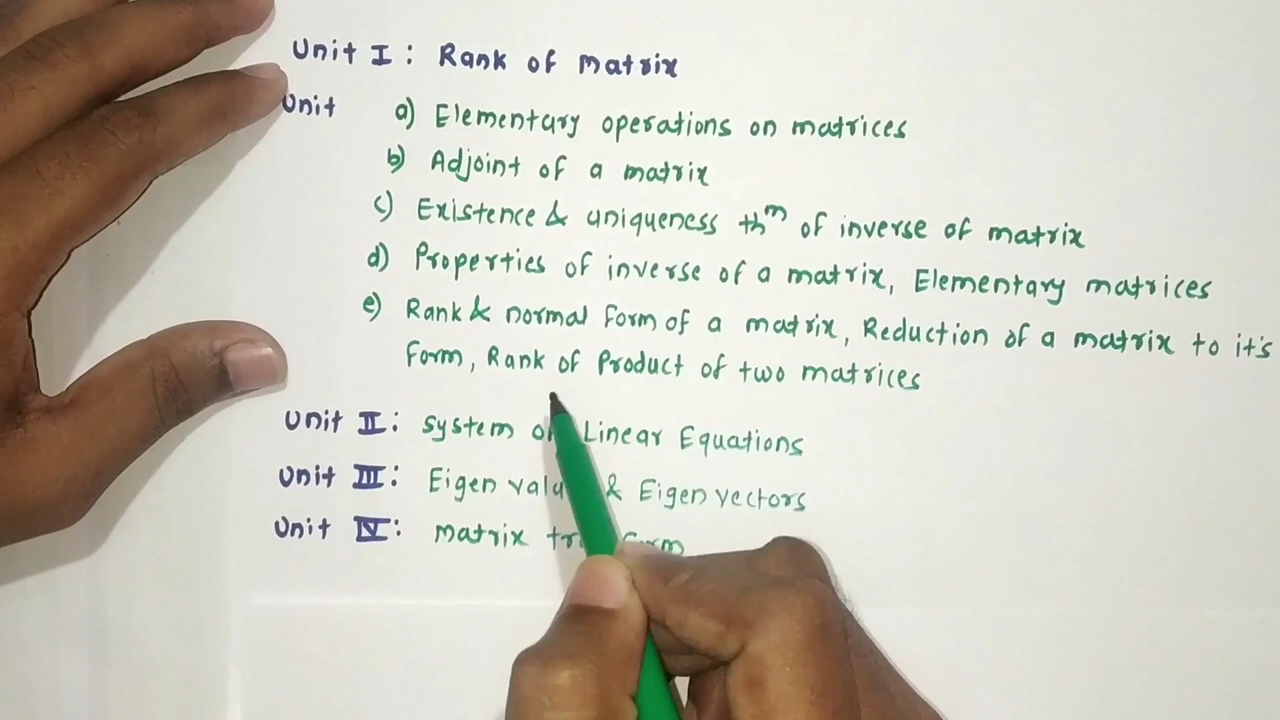 Unit I: Rank of matrix
Unit
a) Elementary operations on matrices
b) Adjoint of a matrix
c) Existence & uniqueness thm of inverse of matrix
d) Properties of inverse of a matrix, Elementary matrices
e) Rank & normal form of a matrix, Reduction of a matrix to it's
form, Rank of Product of two matrices
Unit II: System Linear Equations
Unit III: Eigen & Eigen vectors
Unit IV: matrix